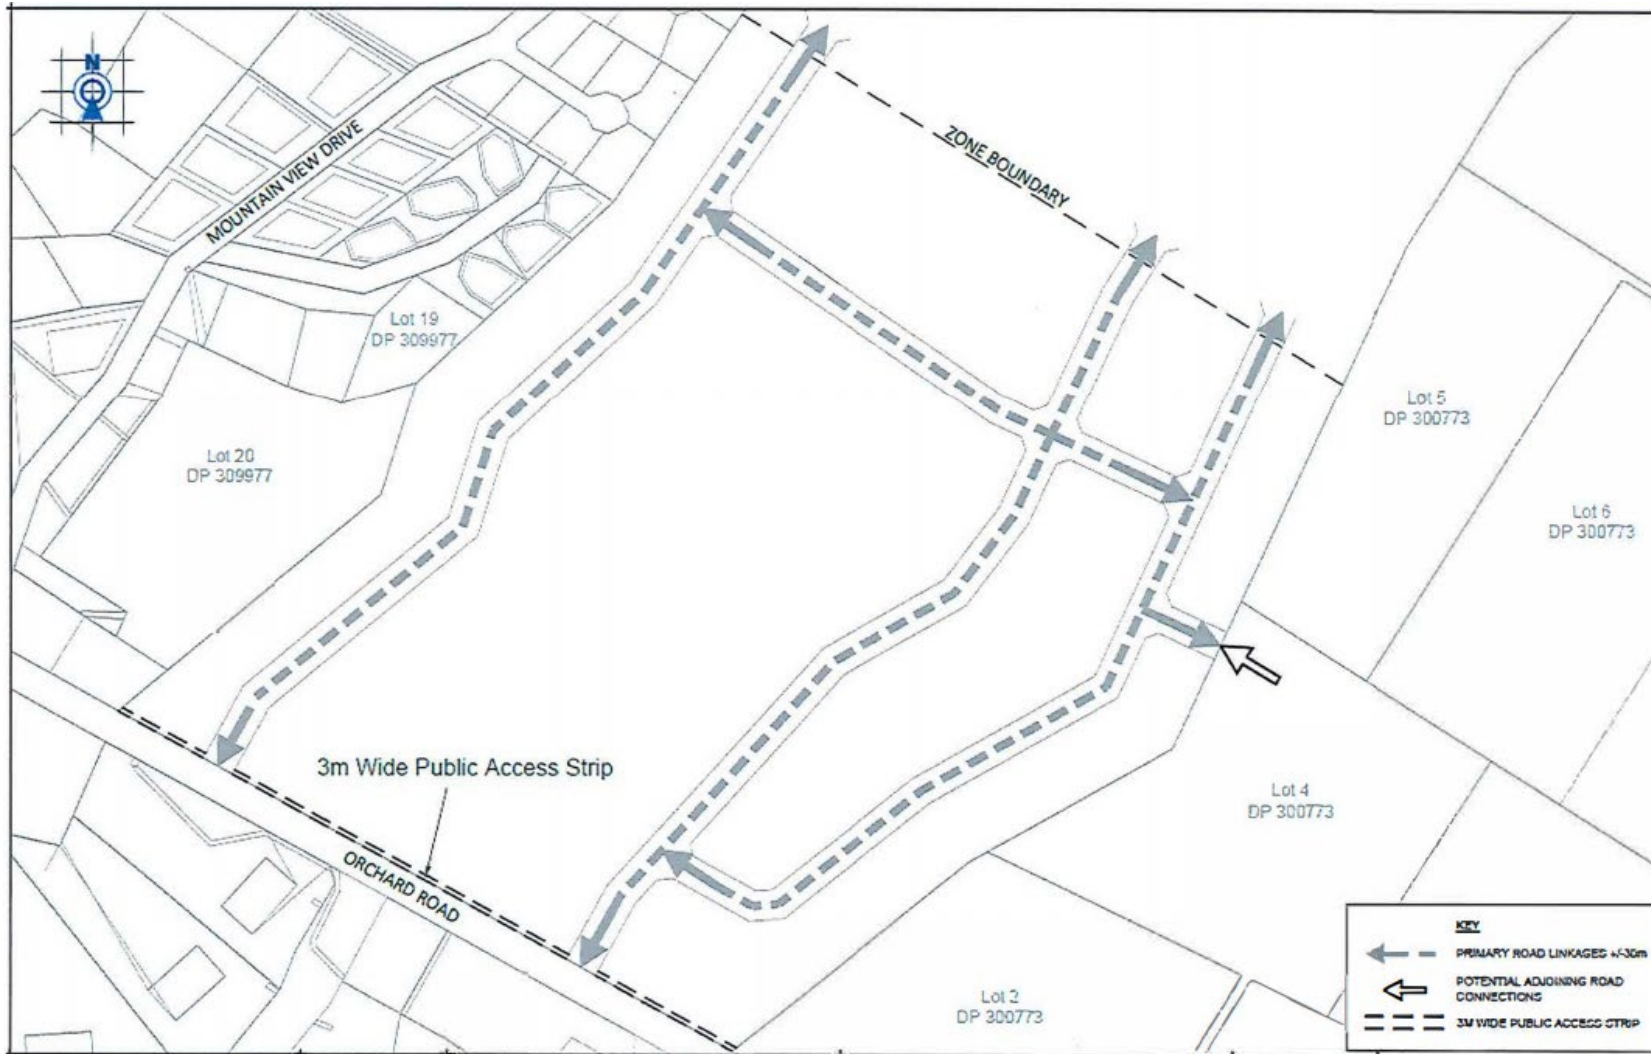 N
MOUNTAIN VIEW DRIVE
ZONE BOUNDARY
Lot 19
DP 309977
Lot 5
DP 300773
Lot 20
DP 309977
Lot 6
DP 300773
3m Wide Public Access Strip
Lot 4
DP 300773
ORCHARD ROAD
Lot 2
DP 300773
KEY
PRIMARY ROAD LINKAGES +/-30m
POTENTIAL ADJOINING ROAD
CONNECTIONS
3M WIDE PUBLIC ACCESS STRIP